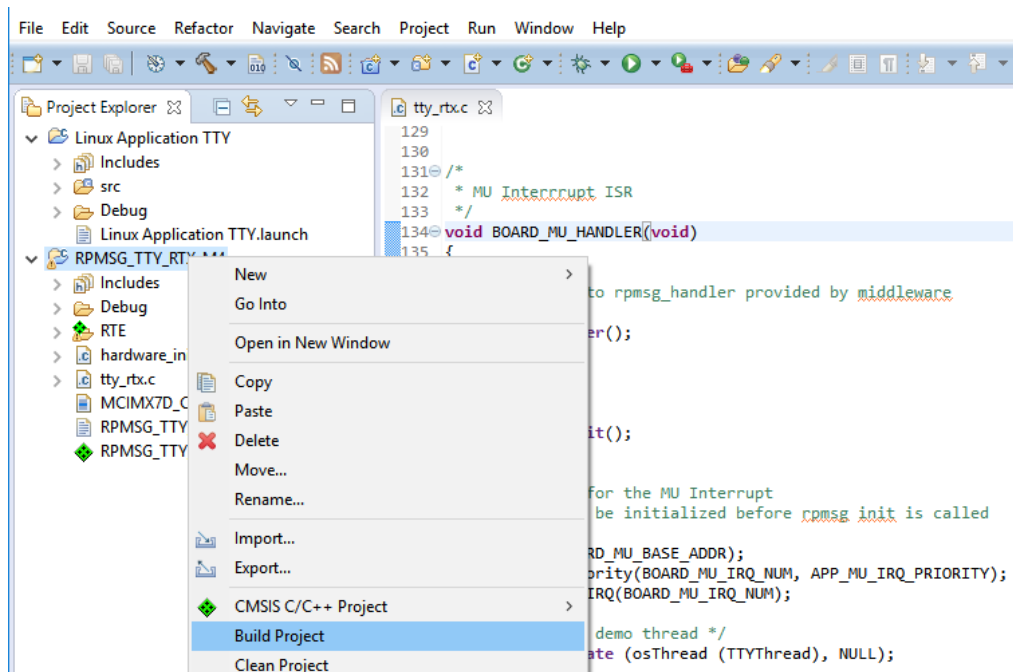 File Edit Source Refactor Navigate Search Project Run Window Help
010
Project Explorer
Linux Application TTY
Includes
src
Debug
Linux Application TTY.launch
RPMSG_TTY_RTX_M4
Includes
Debug
RTE
hardware_in
tty_rtx.c
MCIMX7D_C
RPMSG_TTY
RPMSG_TTY
New
Go Into
Open in New Window
Copy
Paste
Delete
Move...
Rename...
Import...
Export...
CMSIS C/C++ Project
Build Project
Clean Project
tty_rtx.c
129
130
131 /*
132 * MU Interrrupt ISR
133 */
134 void BOARD_MU_HANDLER(void)
135 {
to rpmsg_handler provided by middleware
er();
it();
for the MU Interrupt
be initialized before rpmsg init is called
RD_MU_BASE_ADDR);
ority(BOARD_MU_IRQ_NUM, APP_MU_IRQ_PRIORITY);
IRQ(BOARD_MU_IRQ_NUM);
demo thread */
ate (osThread (TTYThread), NULL);